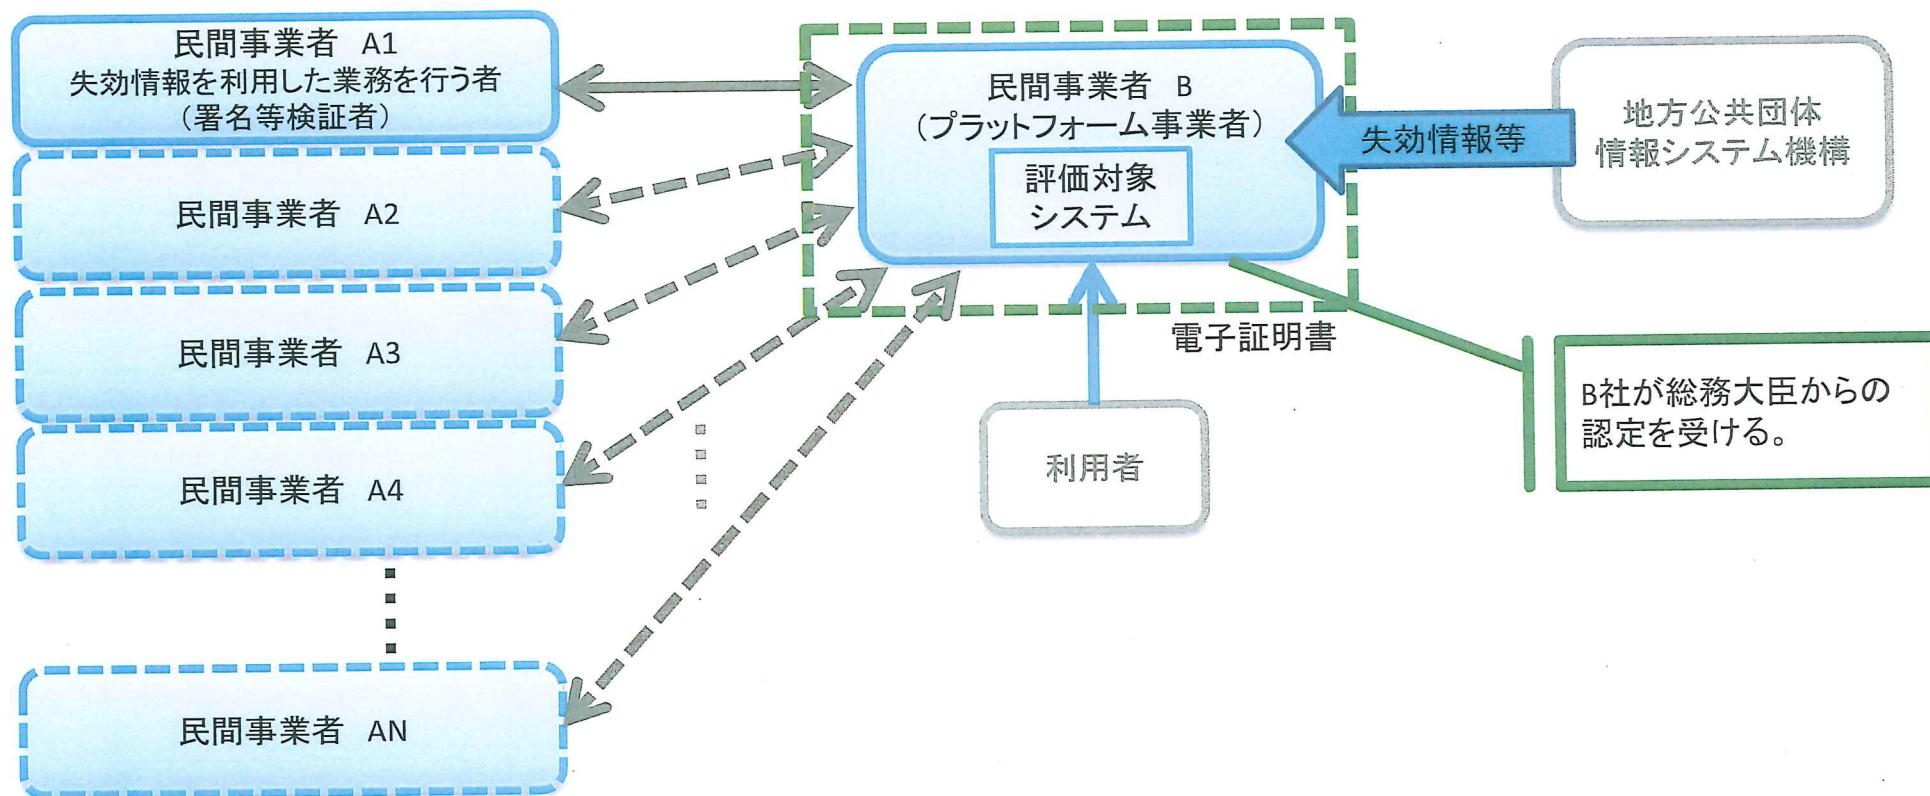 民間事業者 A1
失効情報を利用した業務を行う者
(署名等検証者)
民間事業者 A2
民間事業者 A3
民間事業者 A4
民間事業者 AN
民間事業者 B
(プラットフォーム事業者)
評価対象
システム
失効情報等
地方公共団体
情報システム機構
電子証明書
利用者
B社が総務大臣からの
認定を受ける。